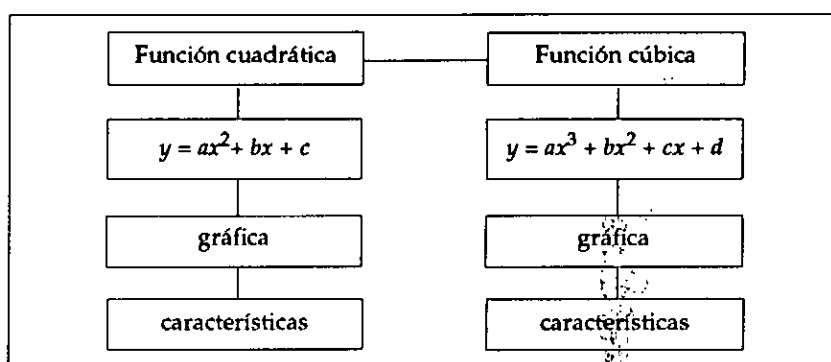 Función cuadrática
Función cúbica
y = ax² + bx + c
y = ax³ + bx² + cx + d
gráfica
gráfica
características
características